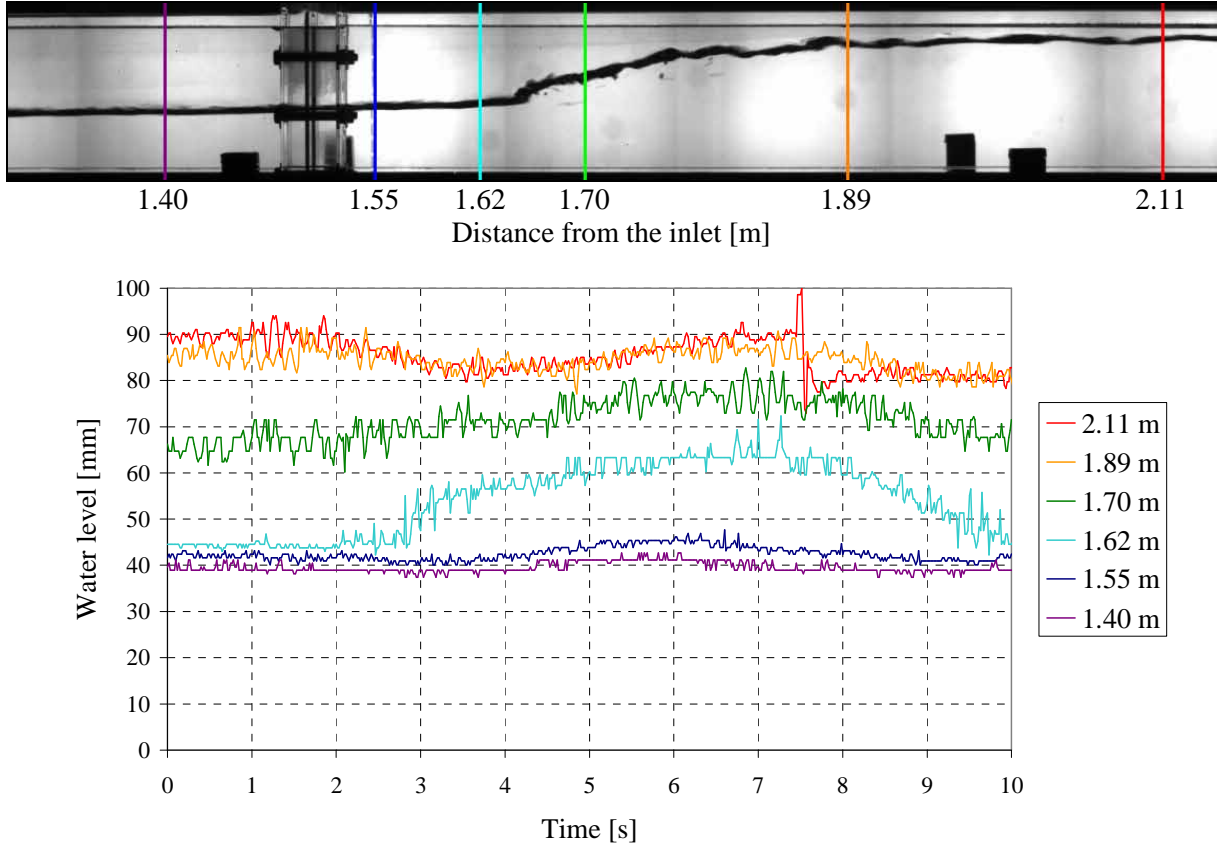 1.40 1.55 1.62 1.70 1.89 2.11
Distance from the inlet [m]
100
90
80
70
60
50
40
30
20
10
0
Water level [mm]
0 1 2 3 4 5 6 7 8 9 10
Time [s]
2.11 m
1.89 m
1.70 m
1.62 m
1.55 m
1.40 m